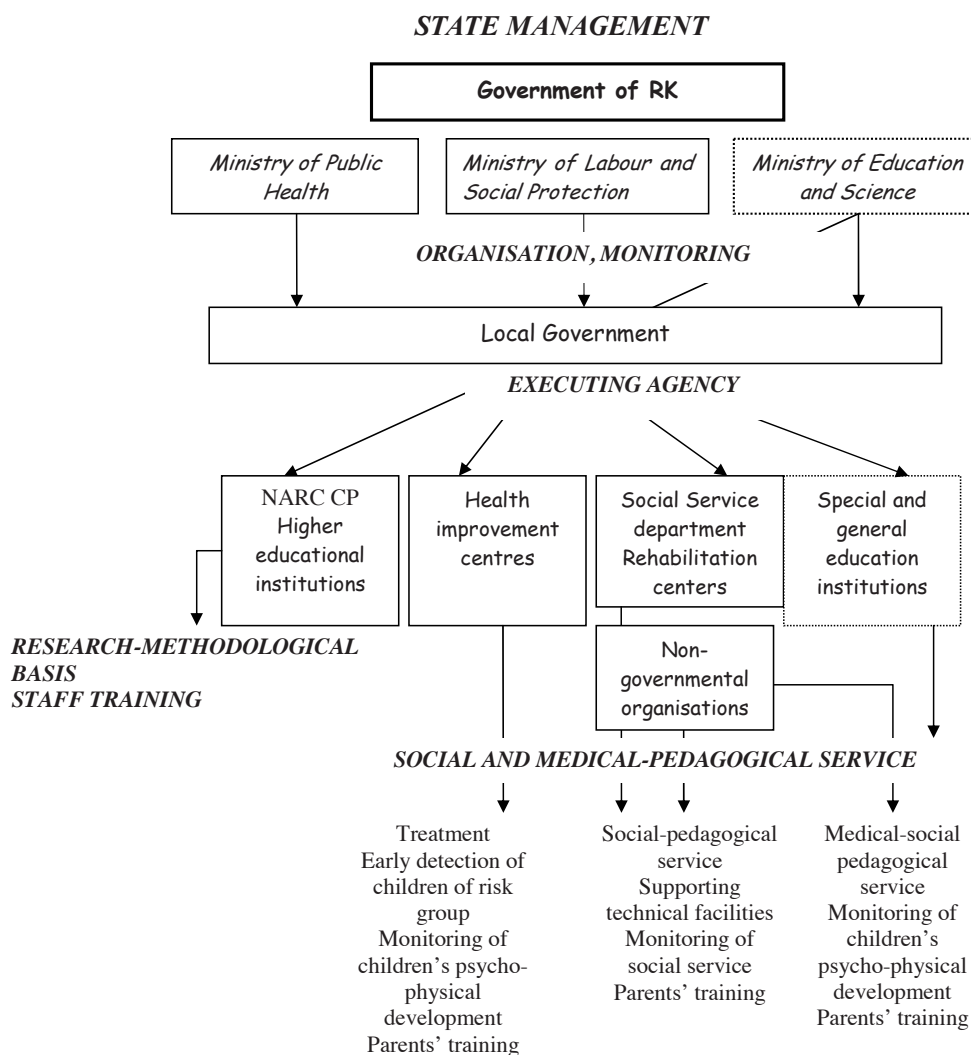 STATE MANAGEMENT
Government of RK
Ministry of Public
Health
Ministry of Labour and
Social Protection
Ministry of Education
and Science
ORGANISATION, MONITORING
Local Government
EXECUTING AGENCY
NARC CP
Higher
educational
institutions
Health
improvement
centres
Social Service
department
Rehabilitation
centers
Special and
general
education
institutions
RESEARCH-METHODOLOGICAL
BASIS
STAFF TRAINING
Non-
governmental
organisations
SOCIAL AND MEDICAL-PEDAGOGICAL SERVICE
Treatment
Early detection of
children of risk
group
Monitoring of
children's psycho-
physical
development
Parents' training
Social-pedagogical
service
Supporting
technical facilities
Monitoring of
social service
Parents' training
Medical-social
pedagogical
service
Monitoring of
children's
psycho-physical
development
Parents' training